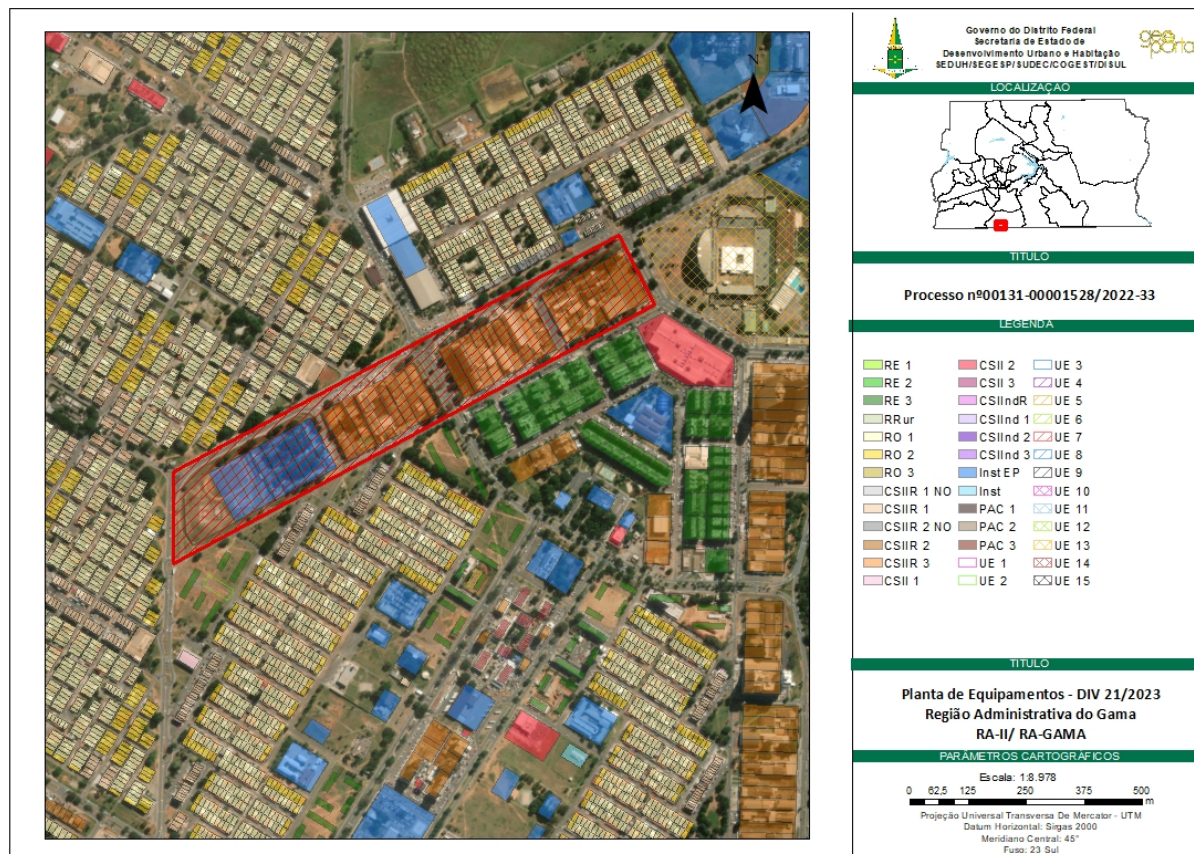 N
Governo do Distrito Federal
Secretaria de Estado de
Desenvolvimento Urbano e Habitação
SEDUH/SEGESP/SUDEC/COGEST/DISUL
geo
portal
LOCALIZAÇAO
TITULO
Processo nº00131-00001528/2022-33
LEGENDA
RE 1
RE 2
RE 3
RRur
RO 1
RO 2
RO 3
CSIIR 1 NO
CSIIR 1
CSIIR 2 NO
CSIIR 2
CSIIR 3
CSII 1
CSII 2
CSII 3
CSIIndR
CSIInd 1
CSIInd 2
CSIInd 3
Inst EP
Inst
PAC 1
PAC 2
PAC 3
UE 1
UE 2
UE 3
UE 4
UE 5
UE 6
UE 7
UE 8
UE 9
UE 10
UE 11
UE 12
UE 13
UE 14
UE 15
TITULO
Planta de Equipamentos - DIV 21/2023
Região Administrativa do Gama
RA-II/ RA-GAMA
PARÂMETROS CARTOGRÁFICOS
Escala: 1:8.978
0 62,5 125 250 375 500
m
Projeção Universal Transversa De Mercator - UTM
Datum Horizontal: Sirgas 2000
Meridiano Central: 45°
Fuso: 23 Sul